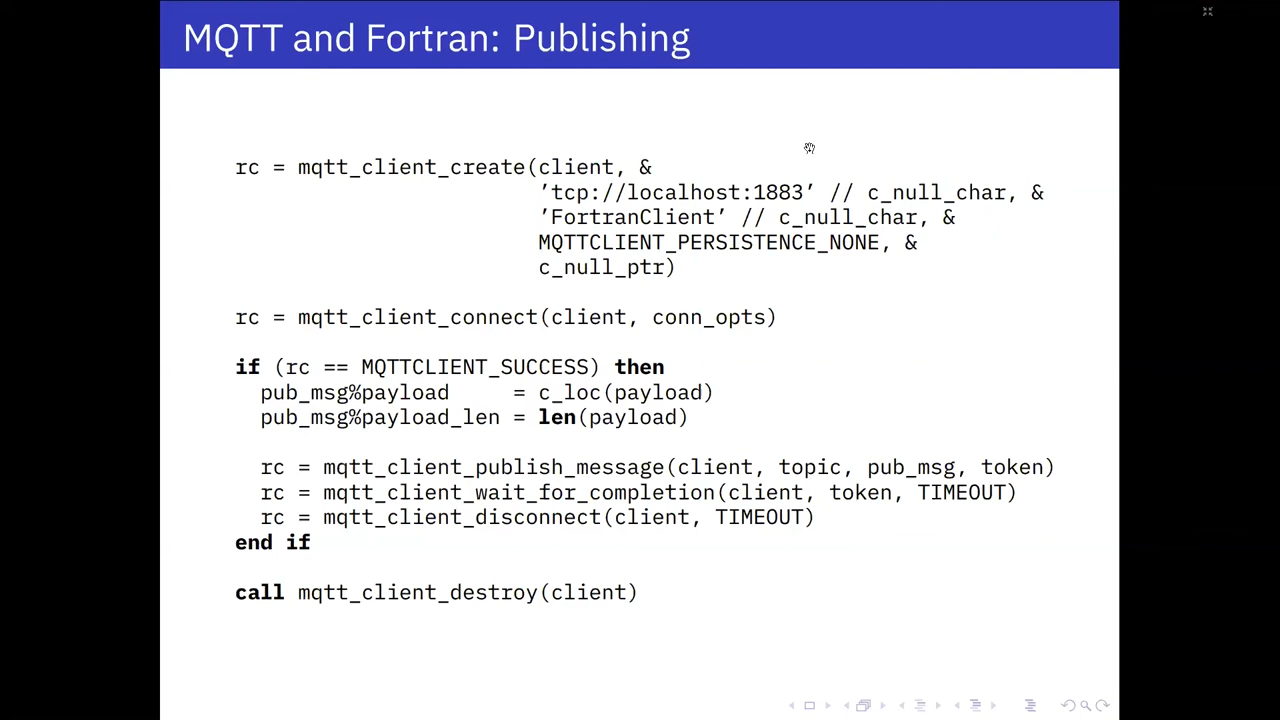 MQTT and Fortran: Publishing
rc = mqtt_client_create(client, &
’tcp://localhost:1883’ // c_null_char, &
’FortranClient’ // c_null_char, &
MQTTCLIENT_PERSISTENCE_NONE, &
c_null_ptr)
rc = mqtt_client_connect(client, conn_opts)
if (rc == MQTTCLIENT_SUCCESS) then
pub_msg%payload     = c_loc(payload)
pub_msg%payload_len = len(payload)
rc = mqtt_client_publish_message(client, topic, pub_msg, token)
rc = mqtt_client_wait_for_completion(client, token, TIMEOUT)
rc = mqtt_client_disconnect(client, TIMEOUT)
end if
call mqtt_client_destroy(client)